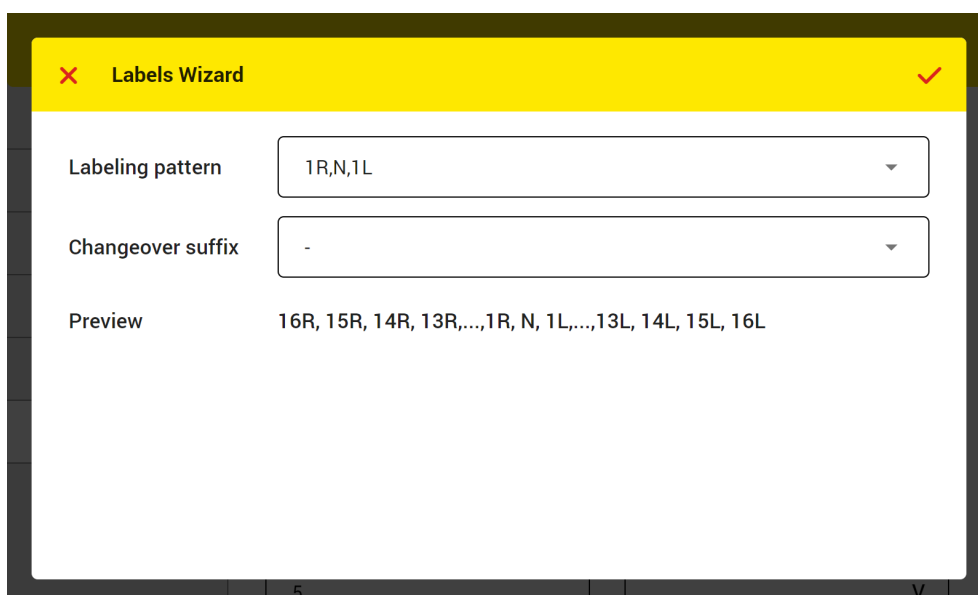 Labels Wizard
Labeling pattern 1R,N,1L
Changeover suffix -
Preview 16R, 15R, 14R, 13R,...,1R, N, 1L,...,13L, 14L, 15L, 16L
5 V